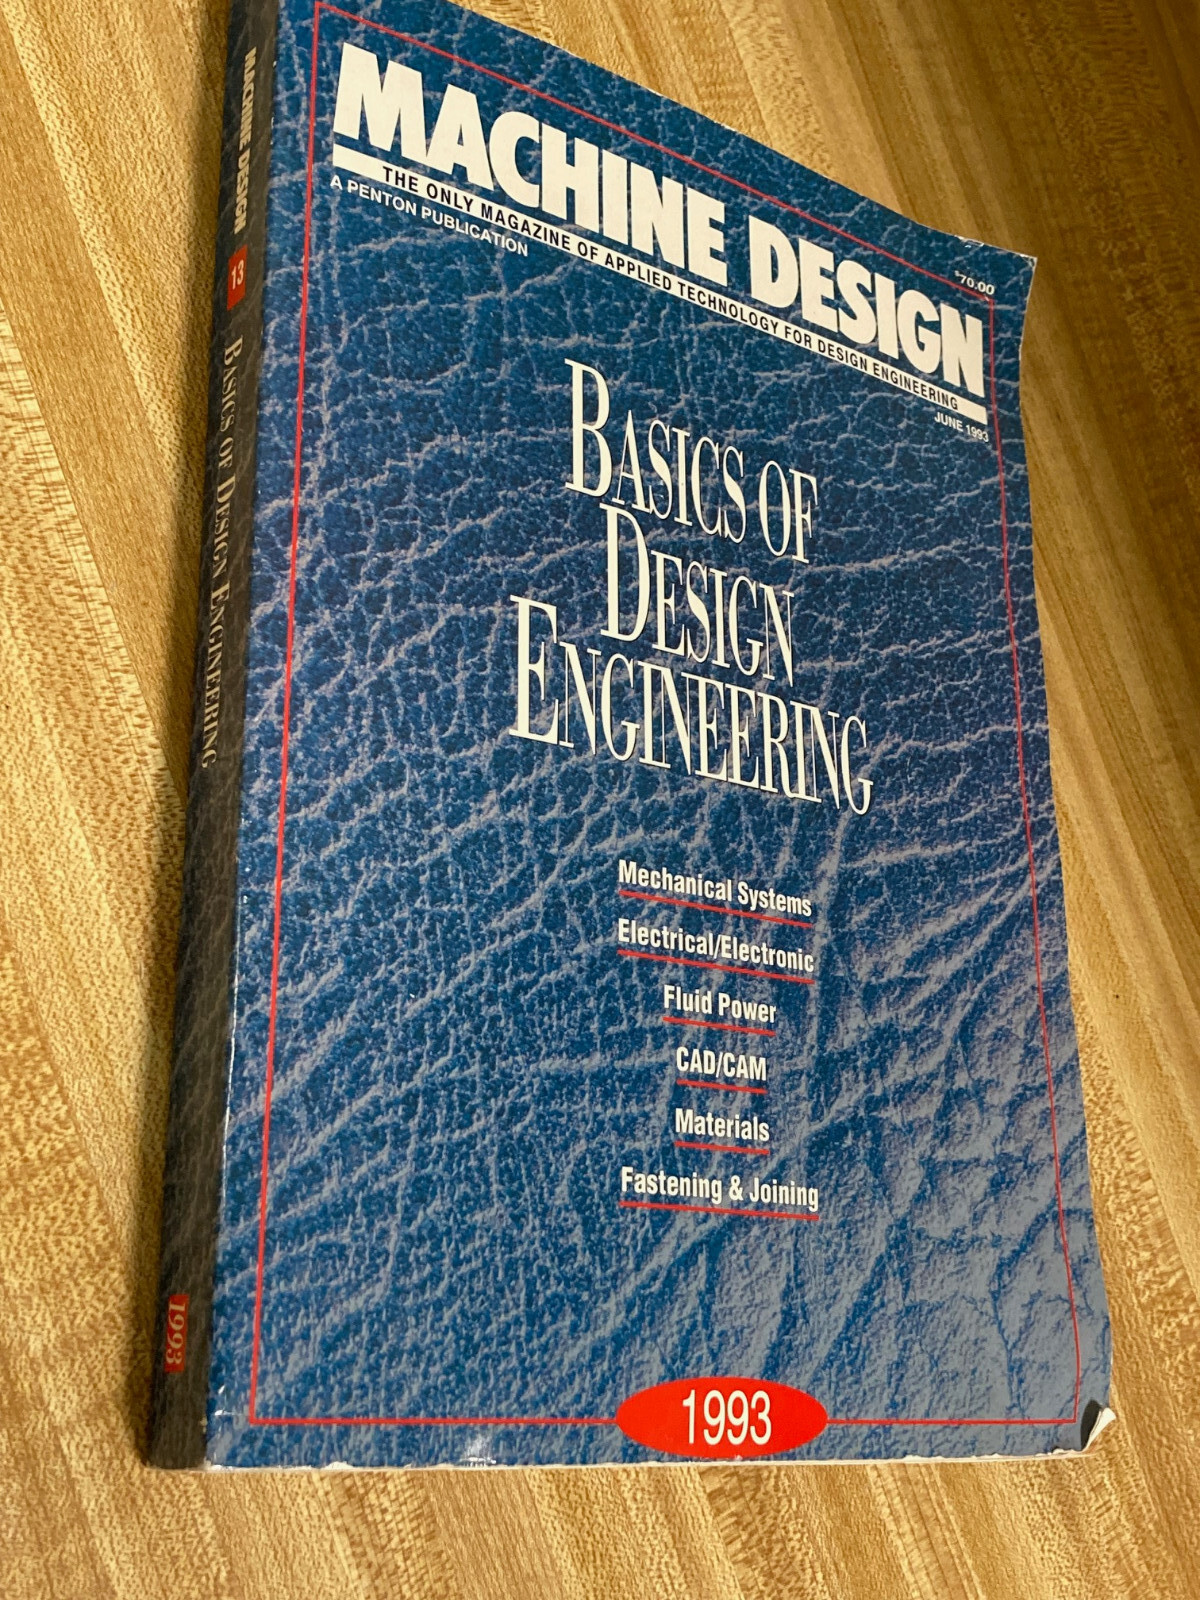 MACHINE DESIGN
THE ONLY MAGAZINE OF APPLIED TECHNOLOGY FOR DESIGN ENGINEERING
A PENTON PUBLICATION
$70.00
JUNE 1993
BASICS OF
DESIGN
ENGINEERING
Mechanical Systems
Electrical/Electronic
Fluid Power
CAD/CAM
Materials
Fastening & Joining
1993
MACHINE DESIGN 13 BASICS OF DESIGN ENGINEERING 1993